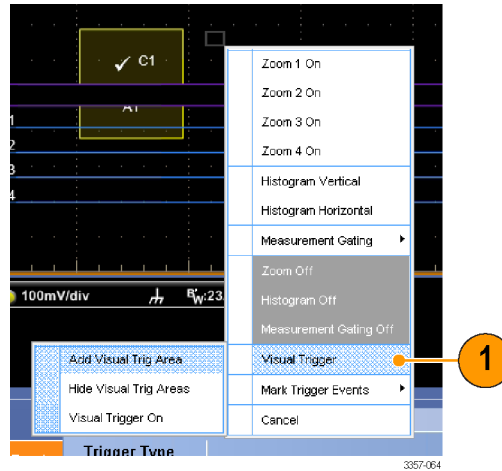 ✓ C1
A1
1
2
3
4
Zoom 1 On
Zoom 2 On
Zoom 3 On
Zoom 4 On
Histogram Vertical
Histogram Horizontal
Measurement Gating
Zoom Off
Histogram Off
Measurement Gating Off
Visual Trigger
Mark Trigger Events
Cancel
100mV/div
BW:23
Add Visual Trig Area
Hide Visual Trig Areas
Visual Trigger On
1
Trigger Type
3357-064